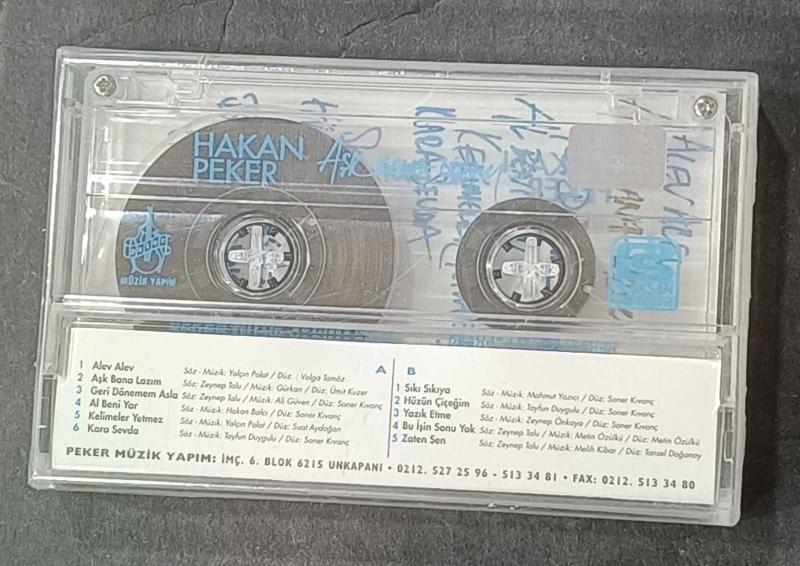 HAKAN
PEKER
Aşk
KARA SEVDA
ALEV ALE
MÜZİK YAPIM
A
1 Alev Alev Söz - Müzik: Yalçın Polat / Düz. : Volga Tamöz
2 Aşk Bana Lazım Söz: Zeynep Talu / Müzik: Gürkan / Düz: Ümit Kuzer
3 Geri Dönemem Asla Söz: Zeynep Talu / Müzik: Ali Güven / Düz: Soner Kıvanç
4 Al Beni Yar Söz - Müzik: Hakan Balcı / Düz: Soner Kıvanç
5 Kelimeler Yetmez Söz - Müzik: Yalçın Polat / Düz: Suat Aydoğan
6 Kara Sevda Söz - Müzik: Tayfun Duygulu / Düz: Soner Kıvanç
B
1 Sıkı Sıkıya Söz - Müzik: Mahmut Yazıcı / Düz: Soner Kıvanç
2 Hüzün Çiçeğim Söz - Müzik: Tayfun Duygulu / Düz: Soner Kıvanç
3 Yazık Etme Söz - Müzik: Zeynep Önkaya / Düz: Soner Kıvanç
4 Bu İşin Sonu Yok Söz: Zeynep Talu / Müzik: Metin Özülkü / Düz: Metin Özülkü
5 Zaten Sen Söz: Zeynep Talu / Müzik: Melih Kibar / Düz: Tansel Doğanay
PEKER MÜZİK YAPIM: İMÇ. 6. BLOK 6215 UNKAPANI • 0212. 527 25 96 - 513 34 81 • FAX: 0212. 513 34 80